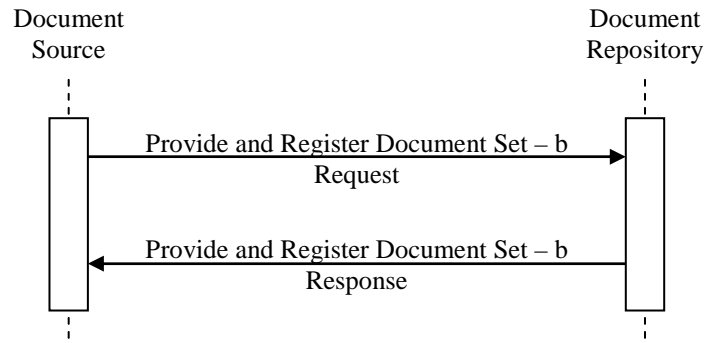 Document
Source
Document
Repository
Provide and Register Document Set – b
Request
Provide and Register Document Set – b
Response